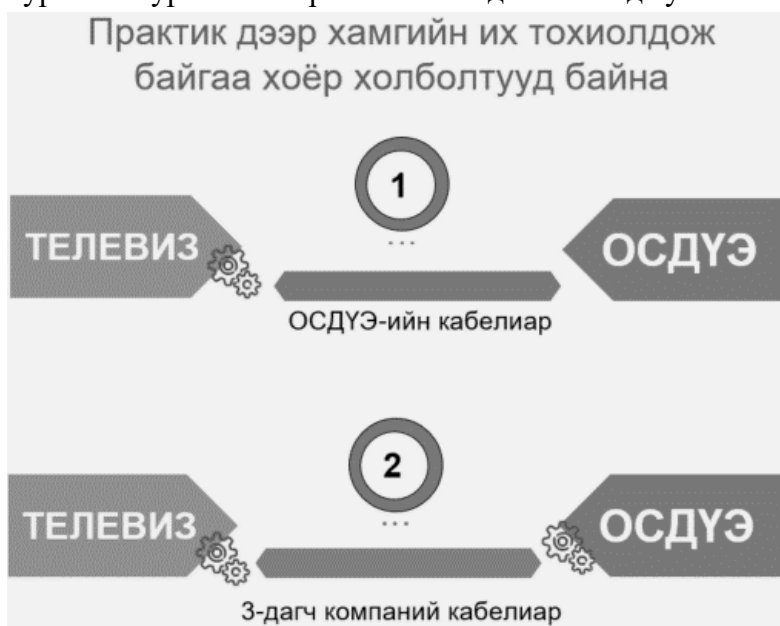 Практик дээр хамгийн их тохиолдож
байгаа хоёр холболтууд байна
1
...
ТЕЛЕВИЗ
ОСДҮЭ
ОСДҮЭ-ийн кабелиар
2
...
ТЕЛЕВИЗ
ОСДҮЭ
3-дагч компаний кабелиар